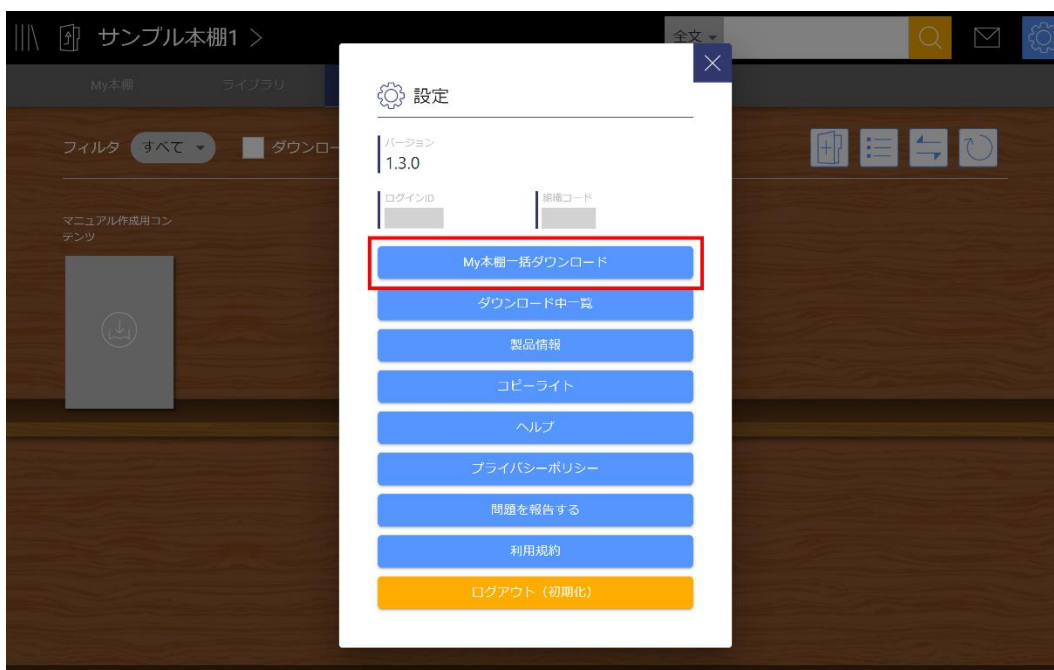 サンプル本棚1 >
全文
My本棚
ライブラリ
フィルタ
すべて
ダウンロー
マニュアル作成用コン
テンツ
設定
バージョン
1.3.0
ログインID
組織コード
My本棚一括ダウンロード
ダウンロード中一覧
製品情報
コピーライト
ヘルプ
プライバシーポリシー
問題を報告する
利用規約
ログアウト（初期化）